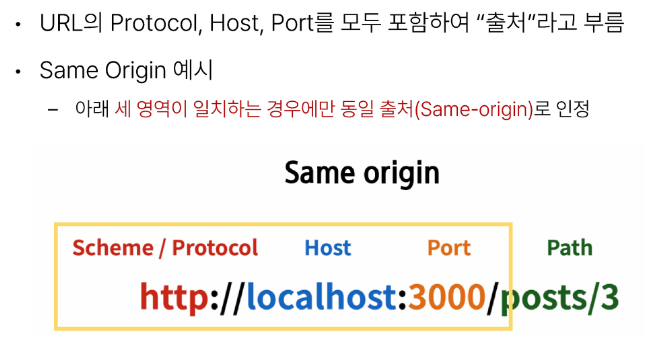 • URL의 Protocol, Host, Port를 모두 포함하여 “출처”라고 부름
• Same Origin 예시
– 아래 세 영역이 일치하는 경우에만 동일 출처(Same-origin)로 인정
Same origin
Scheme / Protocol Host Port Path
http://localhost:3000/posts/3